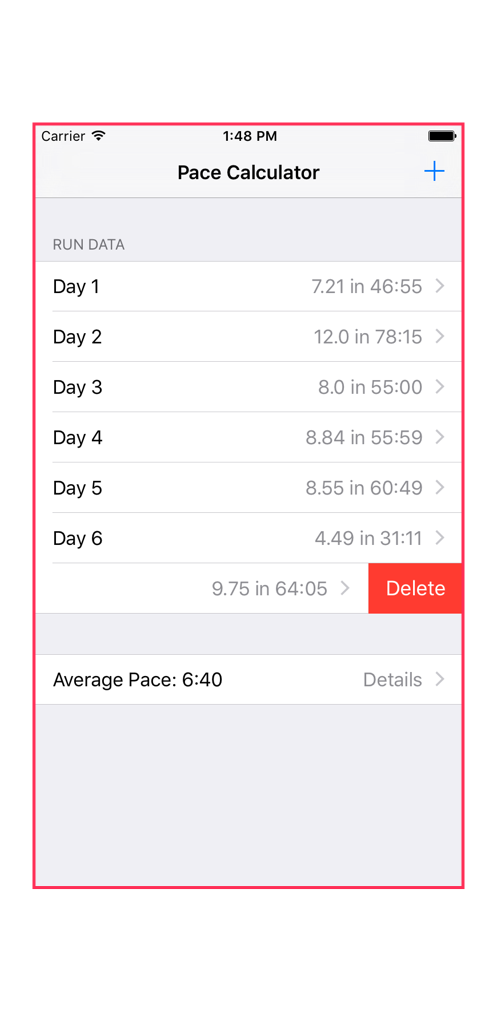 Carrier 1:48 PM
Pace Calculator +
RUN DATA
Day 1 7.21 in 46:55
Day 2 12.0 in 78:15
Day 3 8.0 in 55:00
Day 4 8.84 in 55:59
Day 5 8.55 in 60:49
Day 6 4.49 in 31:11
9.75 in 64:05 Delete
Average Pace: 6:40 Details